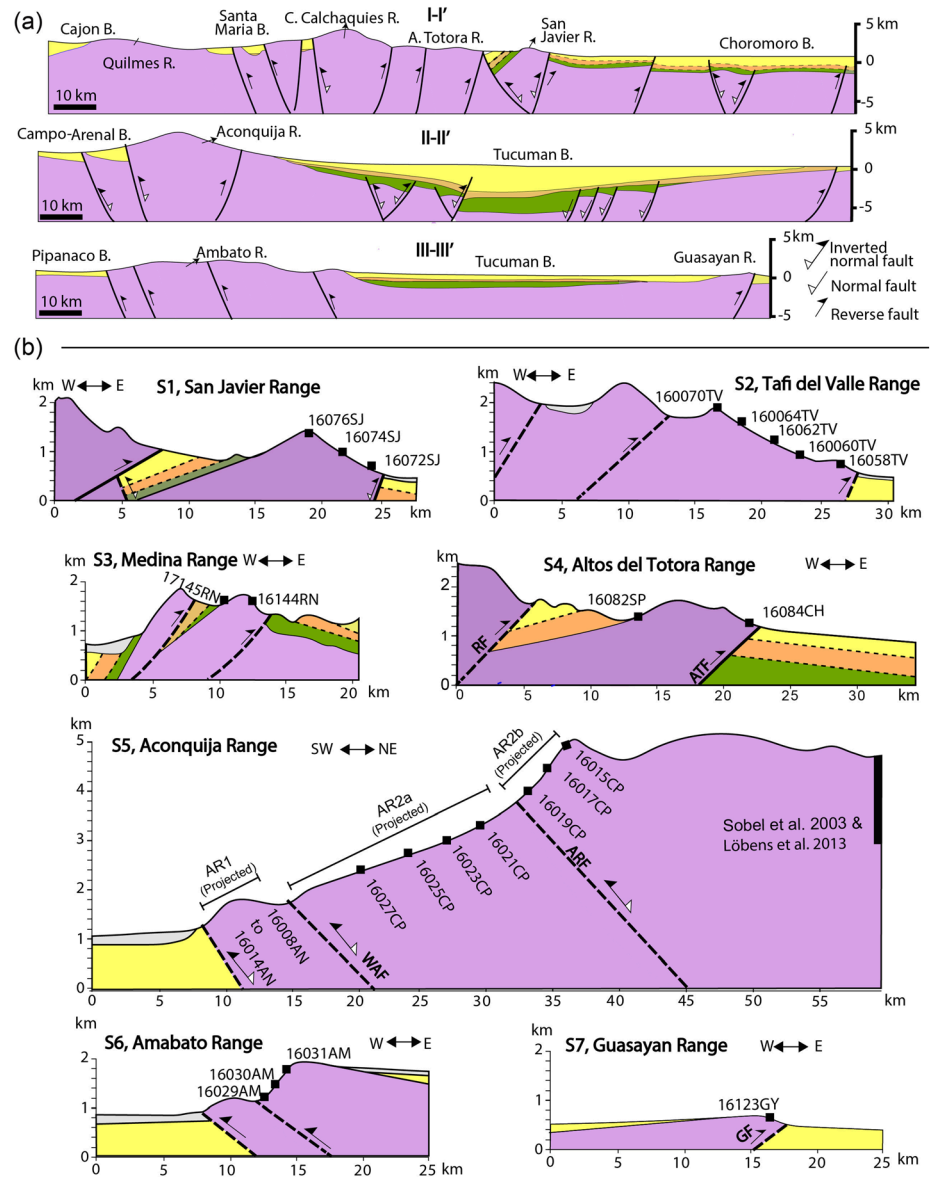 (a)
I-I'
Cajon B.
Santa
Maria B.
C. Calchaquies R.
A. Totora R.
San
Javier R.
Choromoro B.
Quilmes R.
5 km
0
-5
10 km
II-II'
Campo-Arenal B.
Aconquija R.
Tucuman B.
5 km
0
-5
10 km
III-III'
Pipanaco B.
Ambato R.
Tucuman B.
Guasayan R.
5 km
0
-5
10 km
Inverted
normal fault
Normal fault
Reverse fault
(b)
km
W E
S1, San Javier Range
16076SJ
16074SJ
16072SJ
2
1
0
0 5 10 15 20 25 km
km
W E
S2, Tafi del Valle Range
160070TV
160064TV
16062TV
160060TV
16058TV
2
1
0
0 5 10 15 20 25 30 km
S3, Medina Range
W E
km
17145RN
16144RN
2
1
0
0 5 10 15 20 km
km
S4, Altos del Totora Range
W E
16082SP
16084CH
RF
ATF
2
1
0
0 5 10 15 20 25 30 km
km
S5, Aconquija Range
SW NE
AR1
(Projected)
AR2a
(Projected)
AR2b
(Projected)
16008AN
to
16014AN
WAF
16027CP
16025CP
16023CP
16021CP
16019CP
16017CP
16015CP
ARF
Sobel et al. 2003 &
Löbens et al. 2013
5
4
3
2
1
0
0 5 10 15 20 25 30 35 40 45 50 55 km
km
S6, Amabato Range
W E
16031AM
16030AM
16029AM
2
1
0
0 5 10 15 20 25 km
km
S7, Guasayan Range
W E
16123GY
GF
2
1
0
0 5 10 15 20 25 km